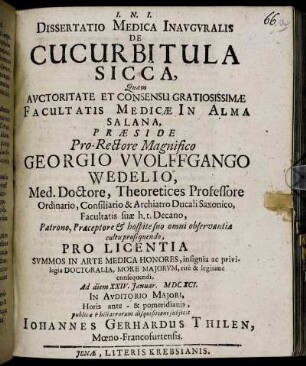 I. N. I.
66.
DISSERTATIO MEDICA INAVGVRALIS
DE
CUCURBITULA
SICCA,
Quam
AVCTORITATE ET CONSENSU GRATIOSISSIMÆ
FACULTATIS MEDICÆ IN ALMA
SALANA,
PRÆSIDE
Pro-Rectore Magnifico
GEORGIO VVOLFFGANGO
WEDELIO,
Med. Doctore, Theoretices Professore
Ordinario, Consiliario & Archiatro Ducali Saxonico,
Facultatis suæ h. t. Decano,
Patrono, Præceptore & hospite suo omni observantiæ
cultu prosequendo,
PRO LICENTIA
SVMMOS IN ARTE MEDICA HONORES, insignia ac privi-
legia DOCTORALIA, MORE MAJORVM, rite & legitime
consequendi,
Ad diem XXIV. Januar. MDCXCI.
IN AVDITORIO MAJORI,
Horis ante- & pomeridianis,
publicæ Philiatrorum disquisitioni subjicit
IOHANNES GERHARDUS THILEN,
Mœno-Francofurtensis.
JENÆ, LITERIS KREBSIANIS.